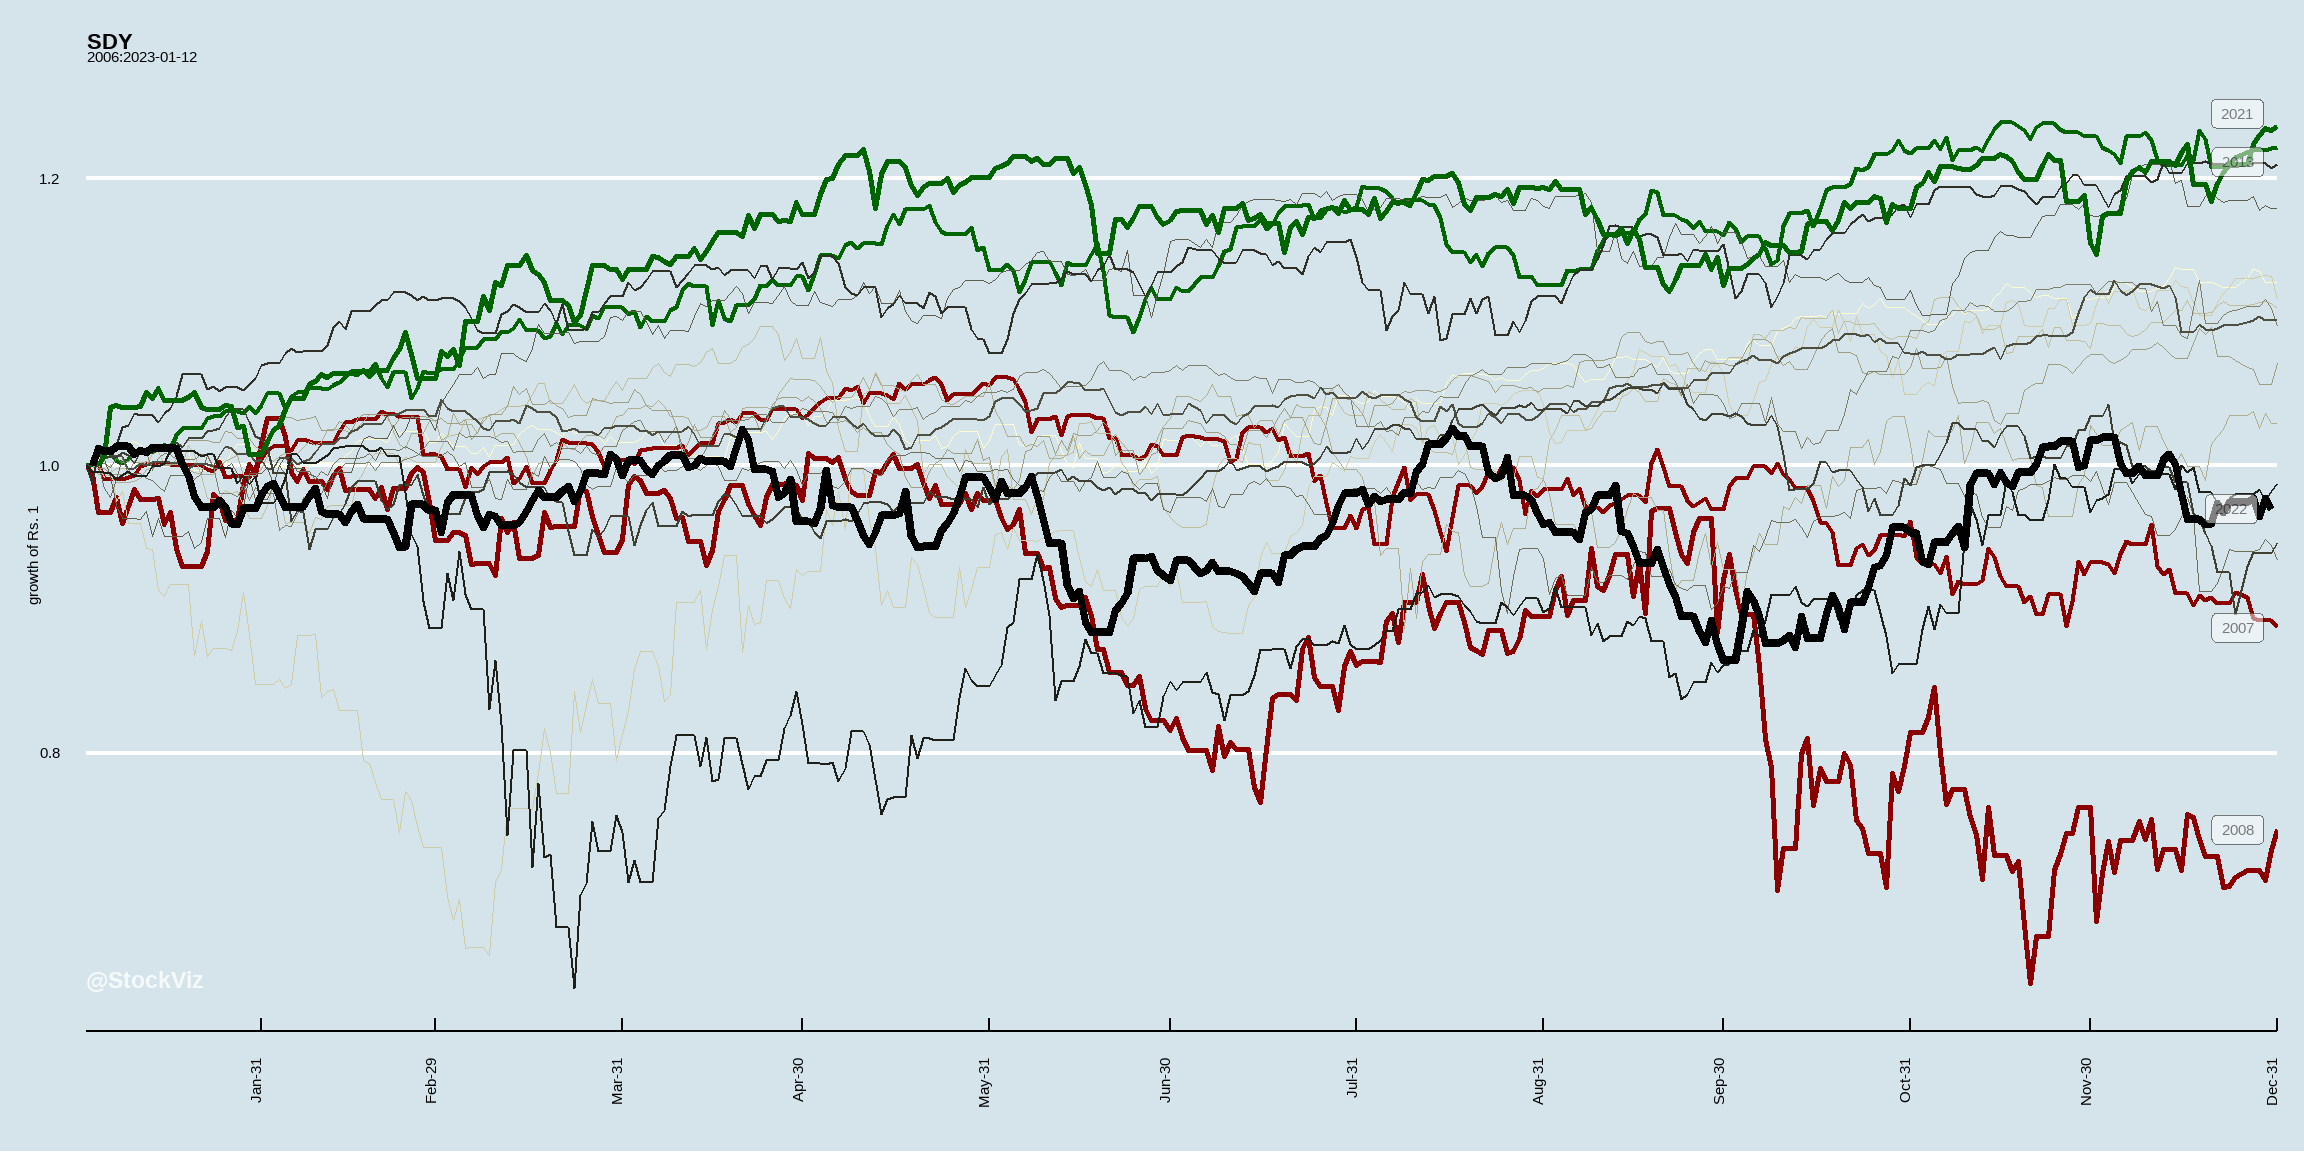 SDY
2006:2023-01-12
growth of Rs. 1
1.2
1.0
0.8
2021
2013
2022
2007
2008
@StockViz
Jan-31
Feb-29
Mar-31
Apr-30
May-31
Jun-30
Jul-31
Aug-31
Sep-30
Oct-31
Nov-30
Dec-31